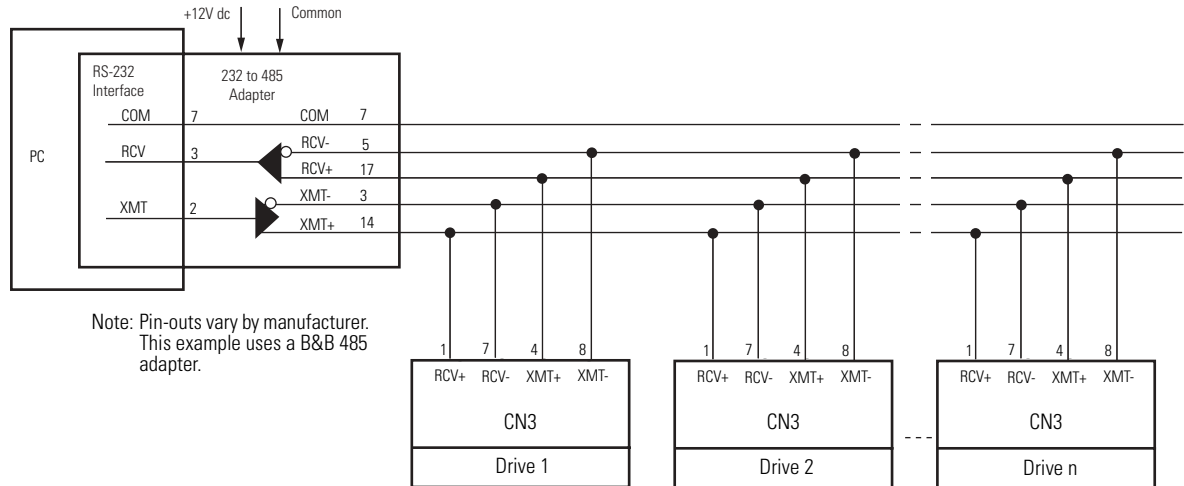 +12V dc Common
RS-232
Interface
232 to 485
Adapter
PC
COM 7 COM 7
RCV- 5
RCV 3
RCV+ 17
XMT- 3
XMT 2
XMT+ 14
Note: Pin-outs vary by manufacturer.
This example uses a B&B 485
adapter.
1 7 4 8
RCV+ RCV- XMT+ XMT-
CN3
Drive 1
1 7 4 8
RCV+ RCV- XMT+ XMT-
CN3
Drive 2
1 7 4 8
RCV+ RCV- XMT+ XMT-
CN3
Drive n